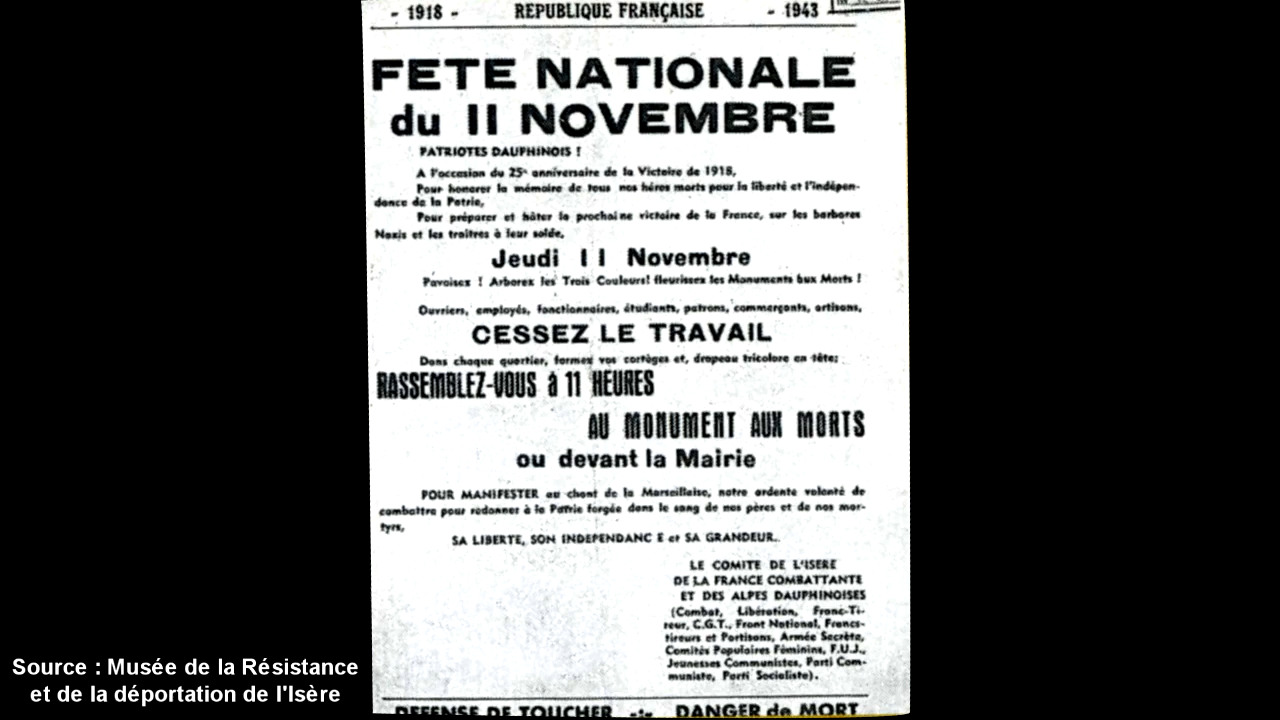 - 1918 - REPUBLIQUE FRANÇAISE - 1943
FETE NATIONALE
du 11 NOVEMBRE
PATRIOTES DAUPHINOIS !
A l'occasion du 25e anniversaire de la Victoire de 1918,
Pour honorer la mémoire de tous nos héros morts pour la liberté et l'indépen-
dance de la Patrie,
Pour préparer et hâter la prochaine victoire de la France, sur les barbares
Nazis et les traîtres à leur solde,
Jeudi 11 Novembre
Pavoisez ! Arborez les Trois Couleurs! fleurissez les Monuments aux Morts !
Ouvriers, employés, fonctionnaires, étudiants, patrons, commerçants, artisans,
CESSEZ LE TRAVAIL
Dans chaque quartier, formez vos cortèges et, drapeau tricolore en tête;
RASSEMBLEZ-VOUS à 11 HEURES
AU MONUMENT AUX MORTS
ou devant la Mairie
POUR MANIFESTER au chant de la Marseillaise, notre ardente volonté de
combattre pour redonner à la Patrie forgée dans le sang de nos pères et de nos mar-
tyrs,
SA LIBERTE, SON INDEPENDANC E et SA GRANDEUR.
LE COMITE DE L'ISERE
DE LA FRANCE COMBATTANTE
ET DES ALPES DAUPHINOISES
(Combat, Libération, Franc-Ti-
reur, C.G.T., Front National, Francs-
tireurs et Partisans, Armée Secrète,
Comités Populaires Féminins, F.U.J.,
Jeunesses Communistes, Parti Com-
muniste, Parti Socialiste).
DEFENSE DE TOUCHER -:- DANGER de MORT
Source : Musée de la Résistance
et de la déportation de l'Isère